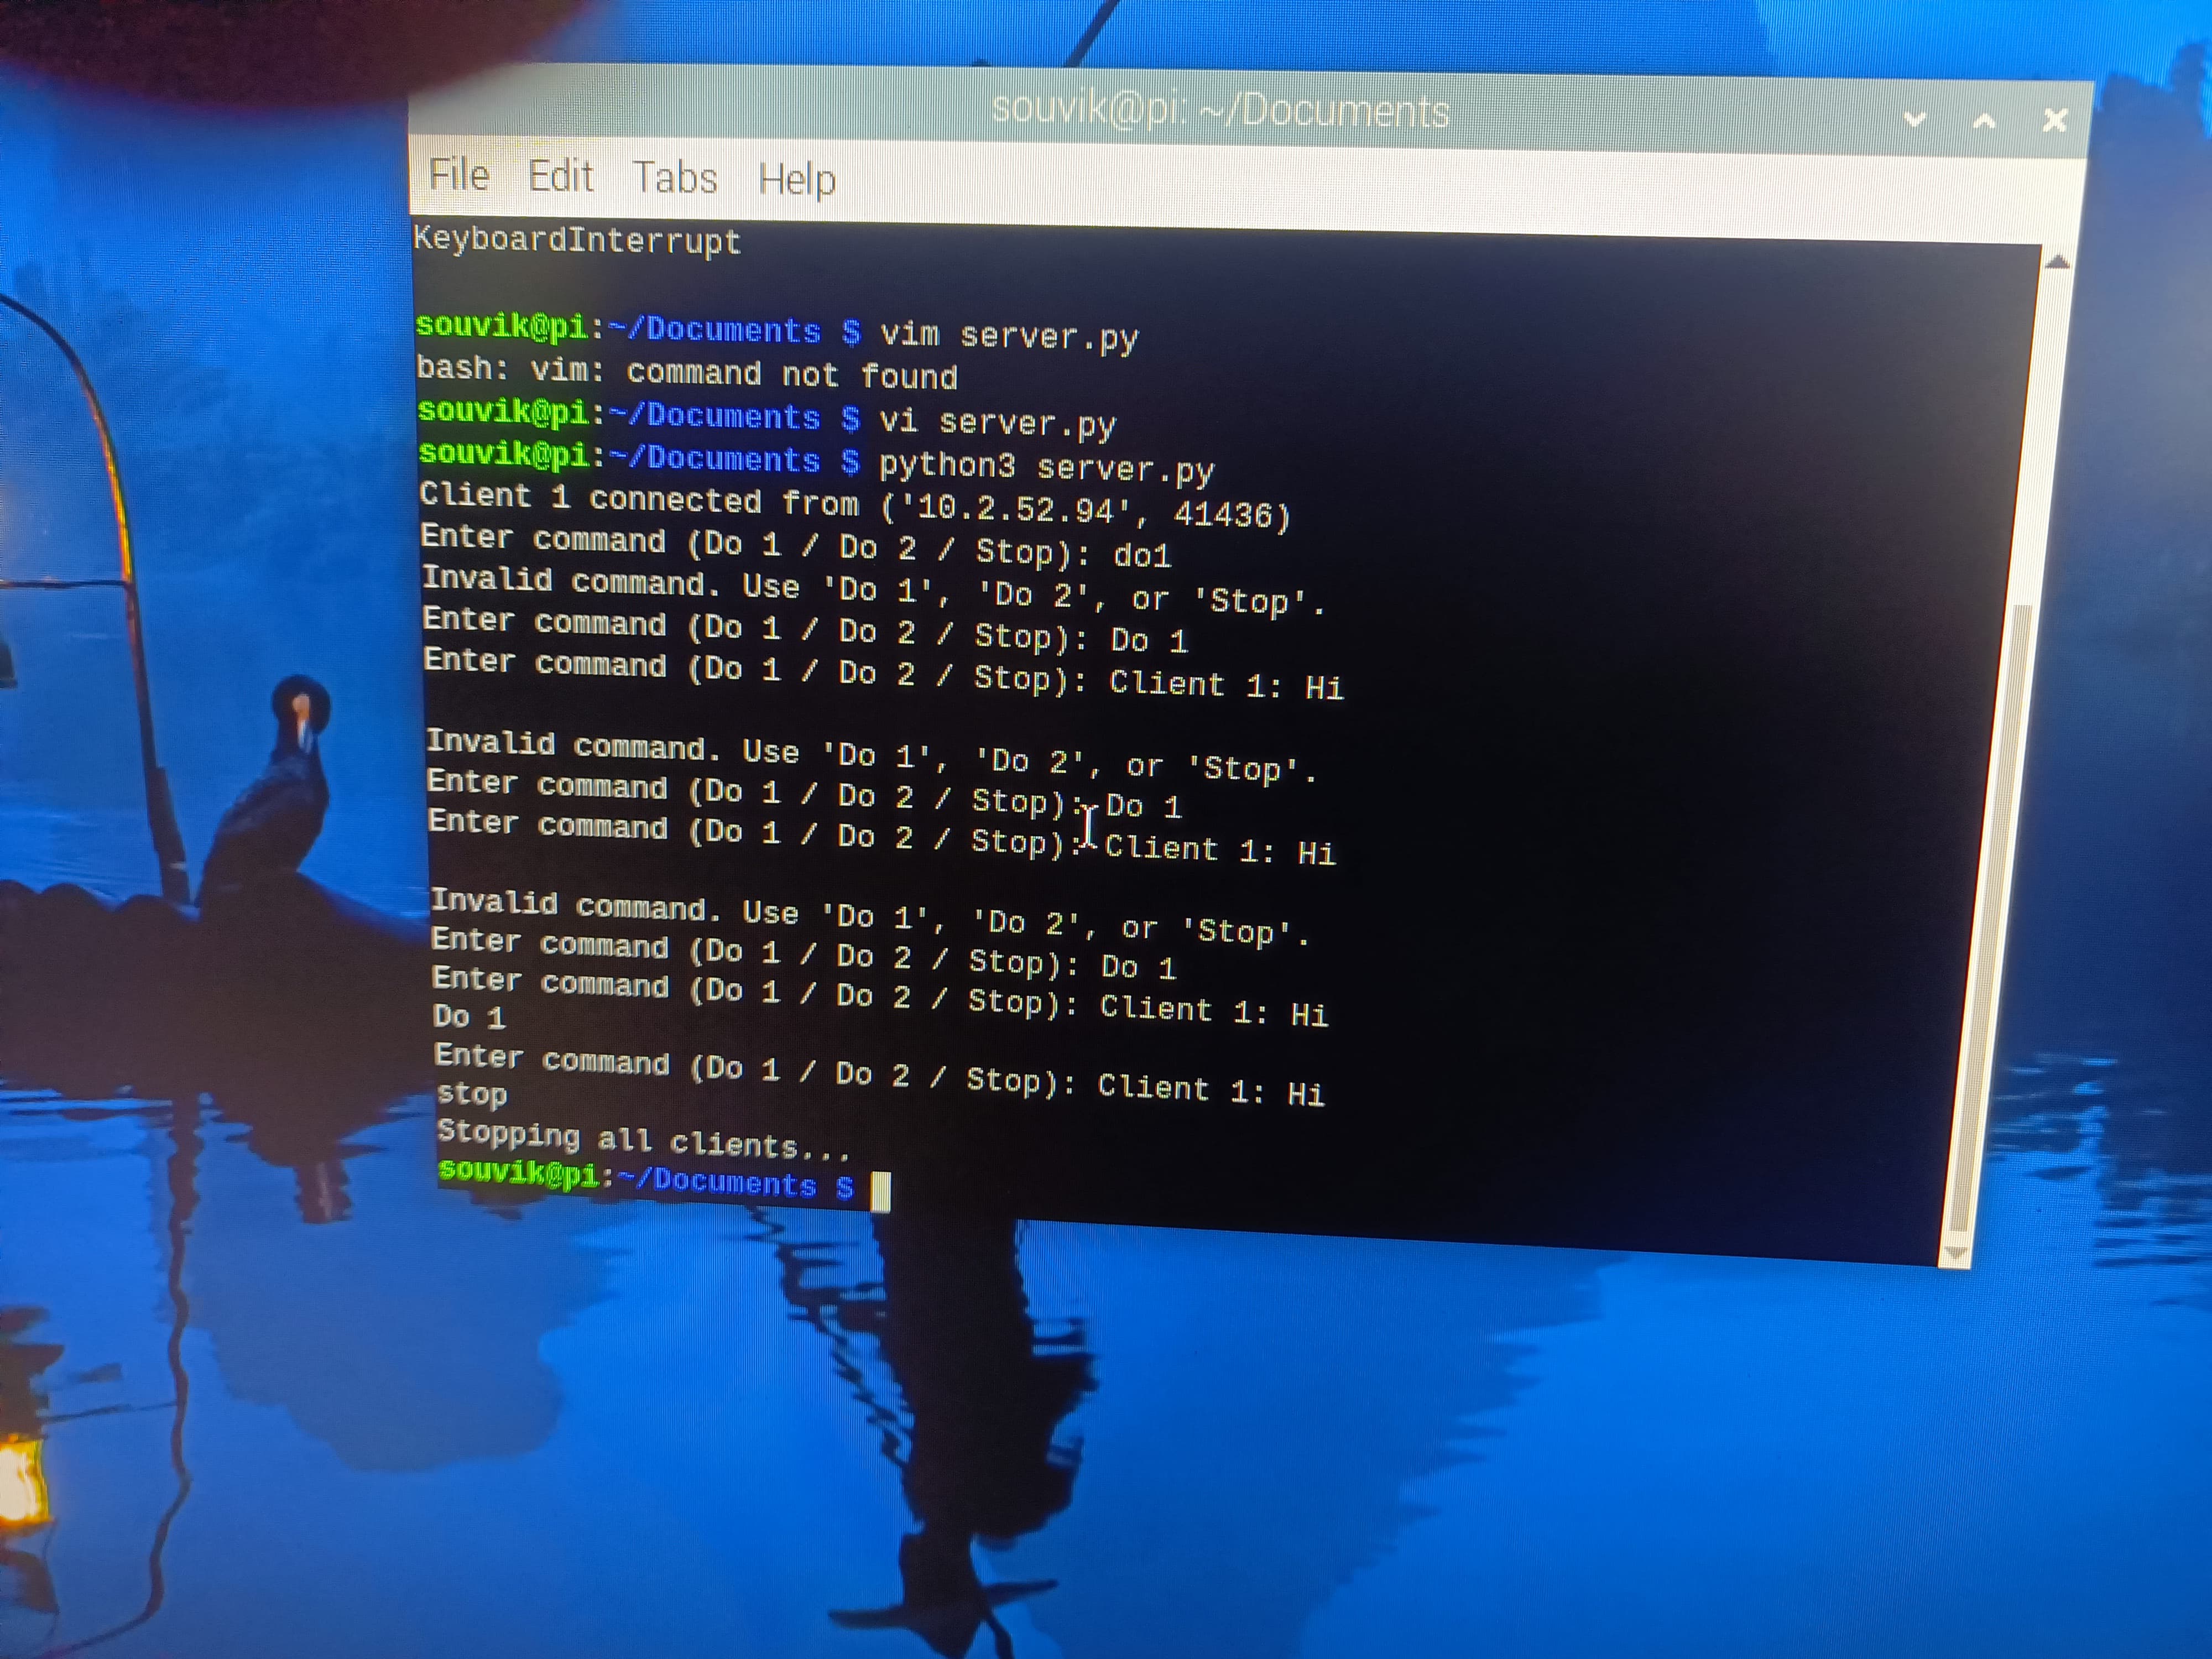 souvik@pi: ~/Documents
File Edit Tabs Help
KeyboardInterrupt
souvik@pi:~/Documents $ vim server.py
bash: vim: command not found
souvik@pi:~/Documents $ vi server.py
souvik@pi:~/Documents $ python3 server.py
Client 1 connected from ('10.2.52.94', 41436)
Enter command (Do 1 / Do 2 / Stop): do1
Invalid command. Use 'Do 1', 'Do 2', or 'Stop'.
Enter command (Do 1 / Do 2 / Stop): Do 1
Enter command (Do 1 / Do 2 / Stop): Client 1: Hi
Invalid command. Use 'Do 1', 'Do 2', or 'Stop'.
Enter command (Do 1 / Do 2 / Stop): Do 1
Enter command (Do 1 / Do 2 / Stop): Client 1: Hi
Invalid command. Use 'Do 1', 'Do 2', or 'Stop'.
Enter command (Do 1 / Do 2 / Stop): Do 1
Enter command (Do 1 / Do 2 / Stop): Client 1: Hi
Do 1
Enter command (Do 1 / Do 2 / Stop): Client 1: Hi
stop
Stopping all clients...
souvik@pi:~/Documents $